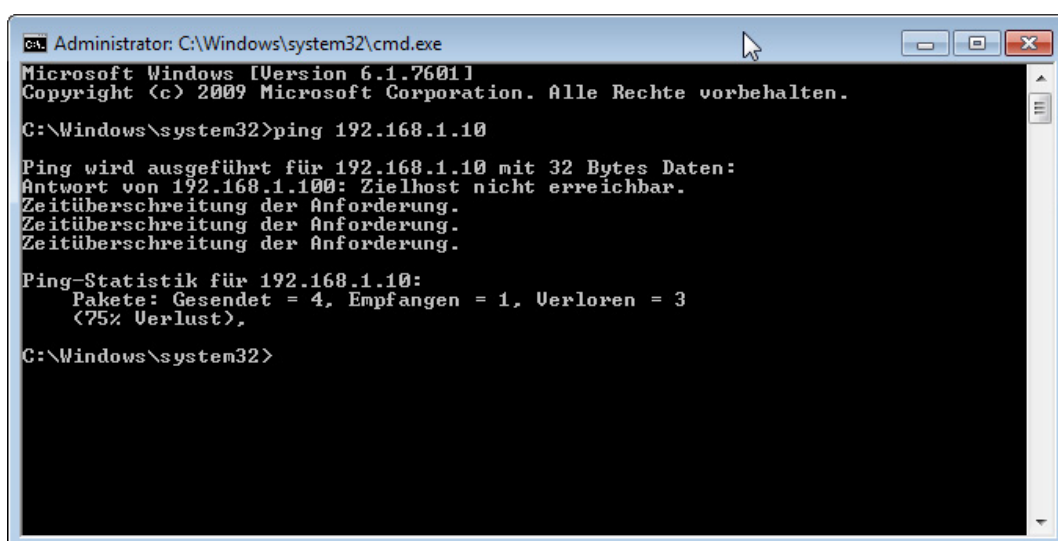 Administrator: C:\Windows\system32\cmd.exe
Microsoft Windows [Version 6.1.7601]
Copyright (c) 2009 Microsoft Corporation. Alle Rechte vorbehalten.
C:\Windows\system32>ping 192.168.1.10
Ping wird ausgeführt für 192.168.1.10 mit 32 Bytes Daten:
Antwort von 192.168.1.100: Zielhost nicht erreichbar.
Zeitüberschreitung der Anforderung.
Zeitüberschreitung der Anforderung.
Zeitüberschreitung der Anforderung.
Ping-Statistik für 192.168.1.10:
Pakete: Gesendet = 4, Empfangen = 1, Verloren = 3
(75% Verlust),
C:\Windows\system32>